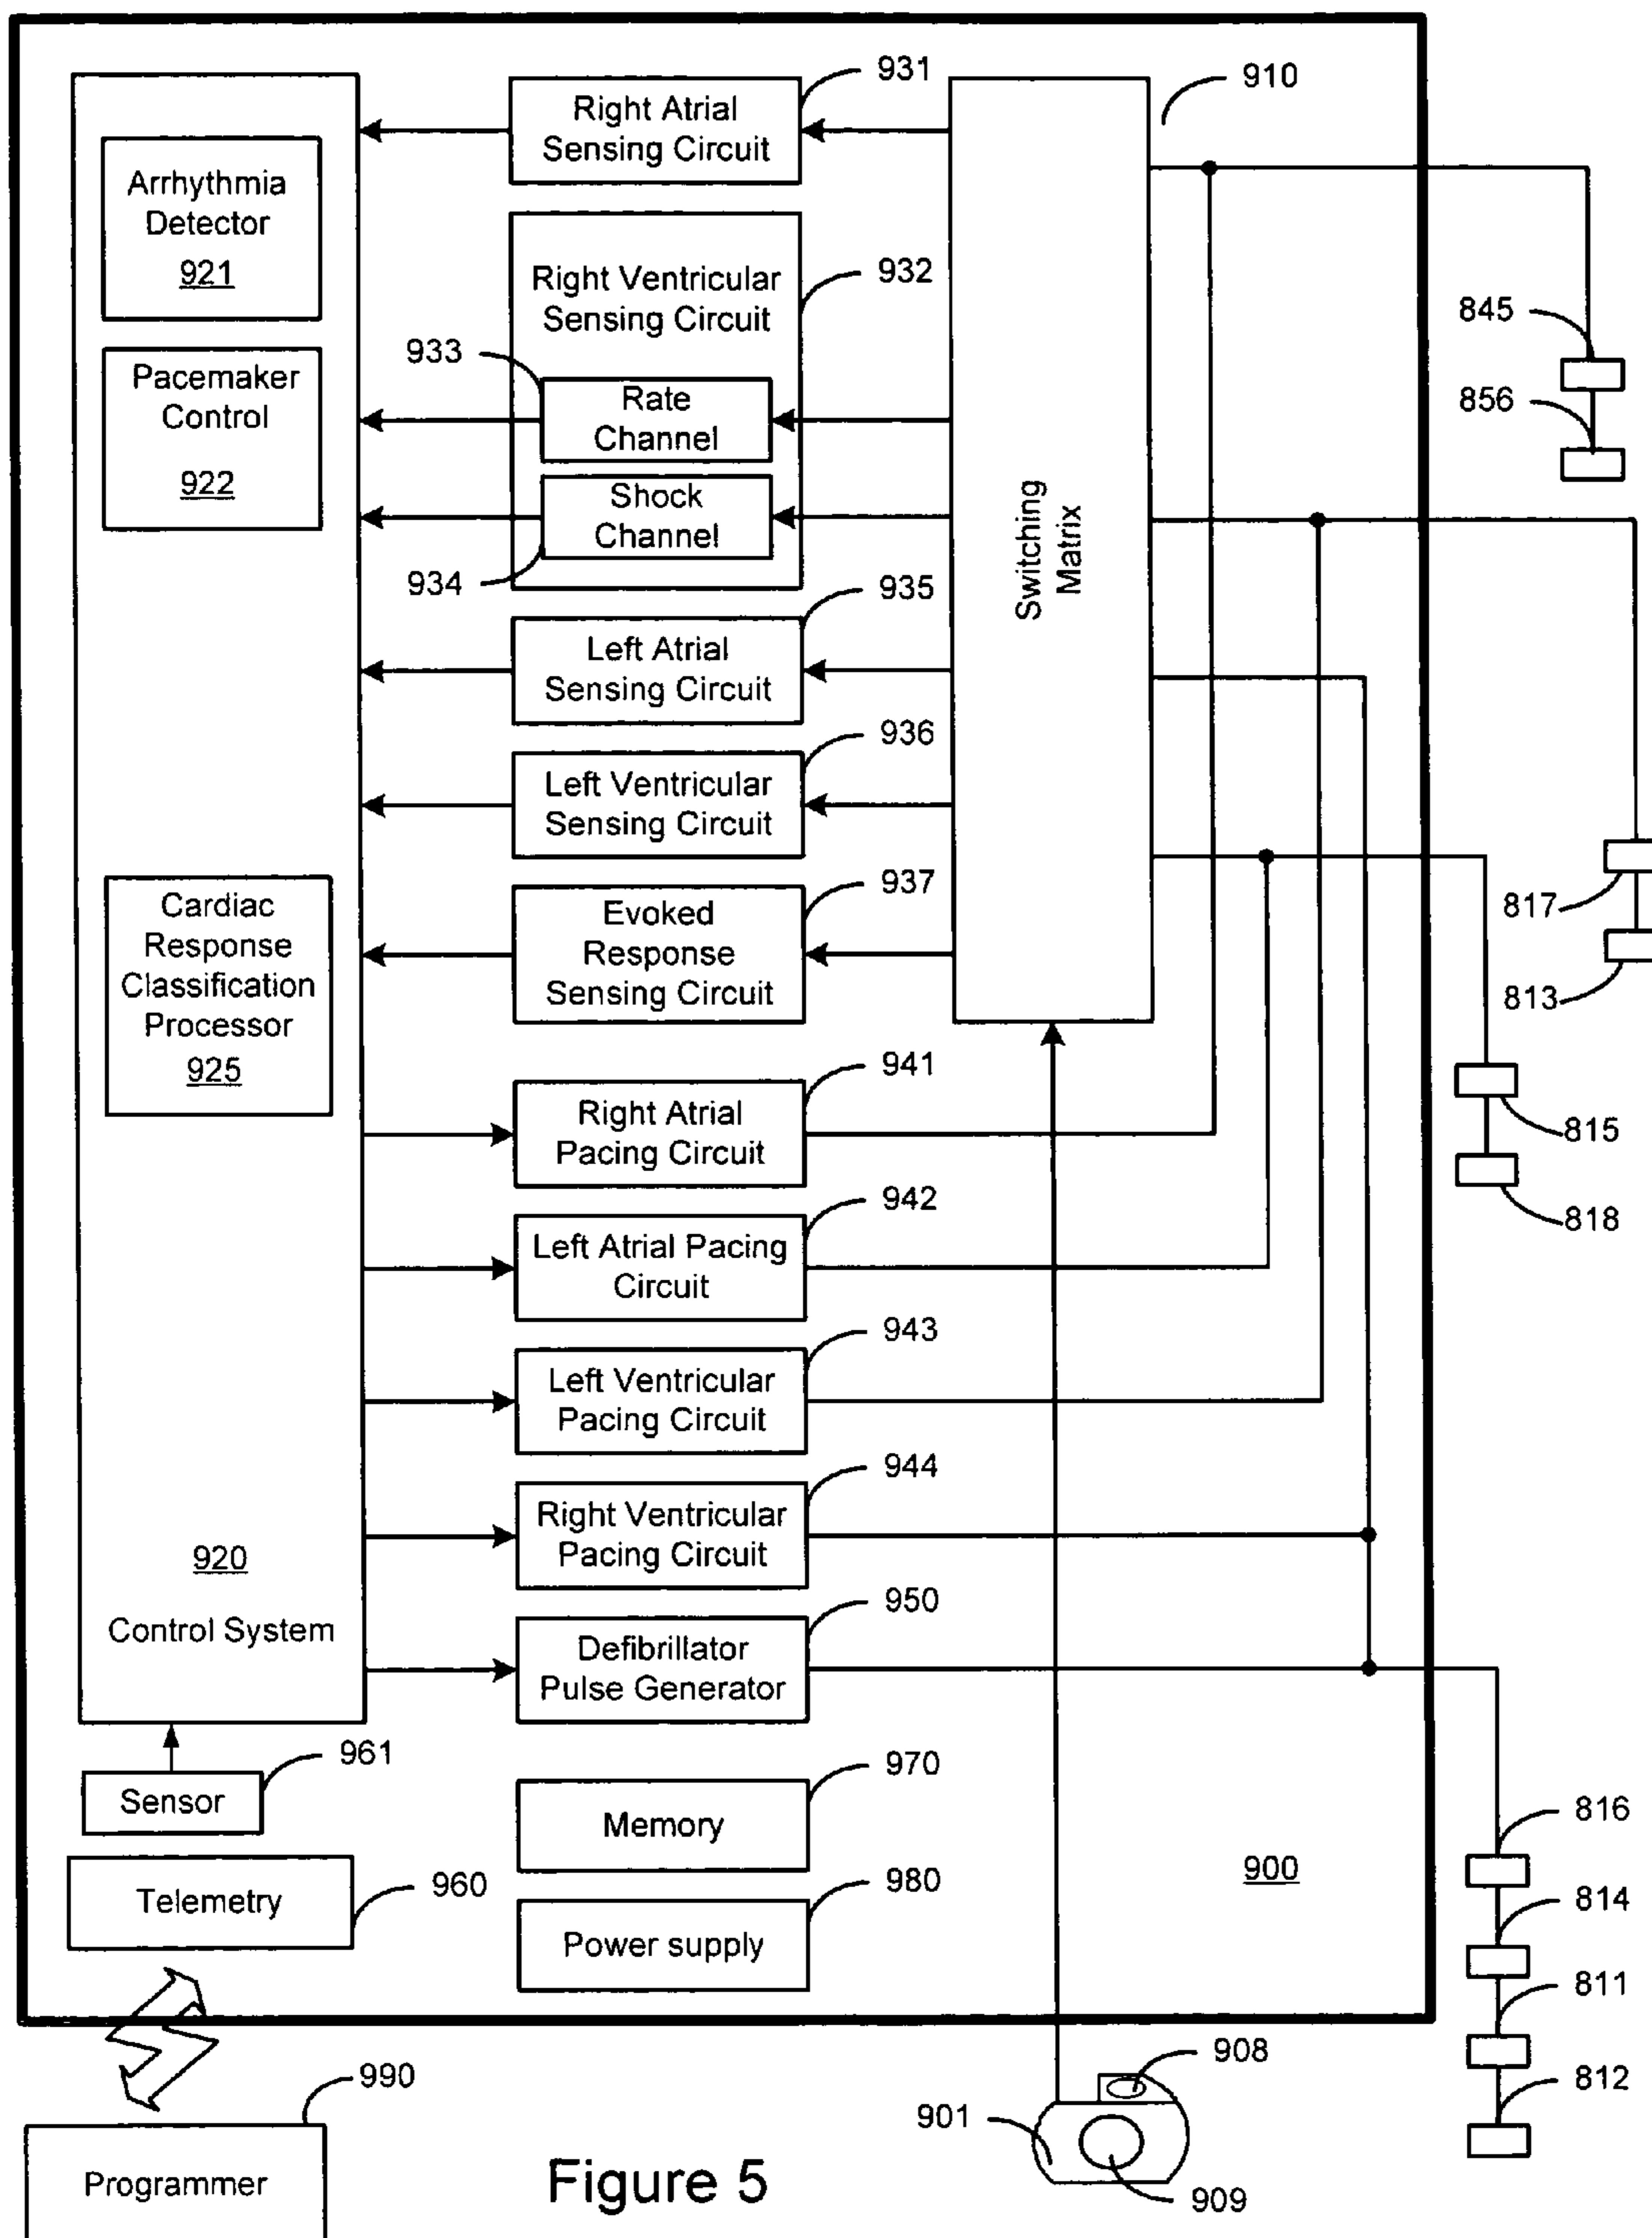 931
910
Right Atrial
Sensing Circuit
Arrhythmia
Detector
921
Right Ventricular
Sensing Circuit
932
845
933
856
Pacemaker
Control
922
Rate
Channel
Shock
Channel
934
Switching
Matrix
935
Left Atrial
Sensing Circuit
936
Left Ventricular
Sensing Circuit
937
Evoked
Response
Sensing Circuit
Cardiac
Response
Classification
Processor
925
817
813
941
Right Atrial
Pacing Circuit
815
942
818
Left Atrial Pacing
Circuit
943
Left Ventricular
Pacing Circuit
944
Right Ventricular
Pacing Circuit
920
Control System
950
Defibrillator
Pulse Generator
961
Sensor
970
Memory
816
900
960
Telemetry
980
Power supply
814
811
908
812
990
901
Programmer
Figure 5
909